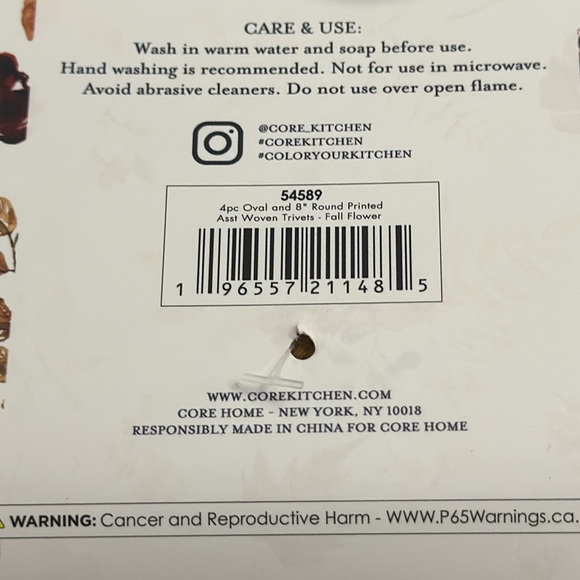 CARE & USE:
Wash in warm water and soap before use.
Hand washing is recommended. Not for use in microwave.
Avoid abrasive cleaners. Do not use over open flame.
@CORE_KITCHEN
#COREKITCHEN
#COLORYOURKITCHEN
54589
4pc Oval and 8" Round Printed
Asst Woven Trivets - Fall Flower
1 96557 21148 5
WWW.COREKITCHEN.COM
CORE HOME - NEW YORK, NY 10018
RESPONSIBLY MADE IN CHINA FOR CORE HOME
WARNING: Cancer and Reproductive Harm - WWW.P65Warnings.ca.